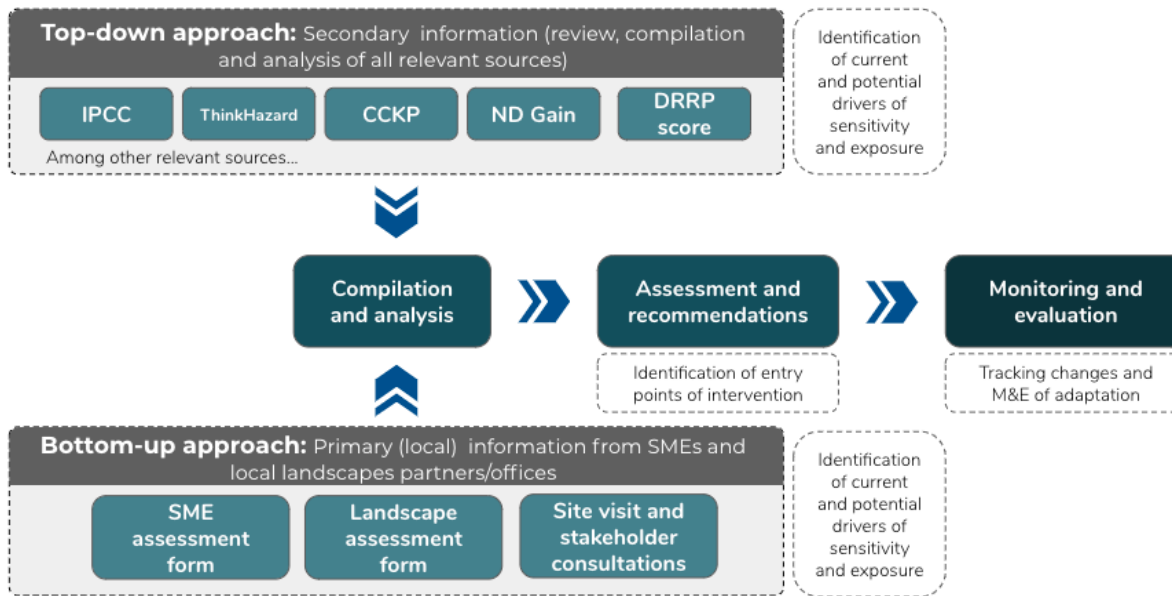 Top-down approach: Secondary information (review, compilation
and analysis of all relevant sources)
IPCC
ThinkHazard
CCKP
ND Gain
DRRP
score
Among other relevant sources...
Identification
of current
and potential
drivers of
sensitivity
and exposure
Compilation
and analysis
Assessment and
recommendations
Identification of entry
points of intervention
Monitoring and
evaluation
Tracking changes and
M&E of adaptation
Bottom-up approach: Primary (local) information from SMEs and
local landscapes partners/offices
SME
assessment
form
Landscape
assessment
form
Site visit and
stakeholder
consultations
Identification
of current
and potential
drivers of
sensitivity
and exposure